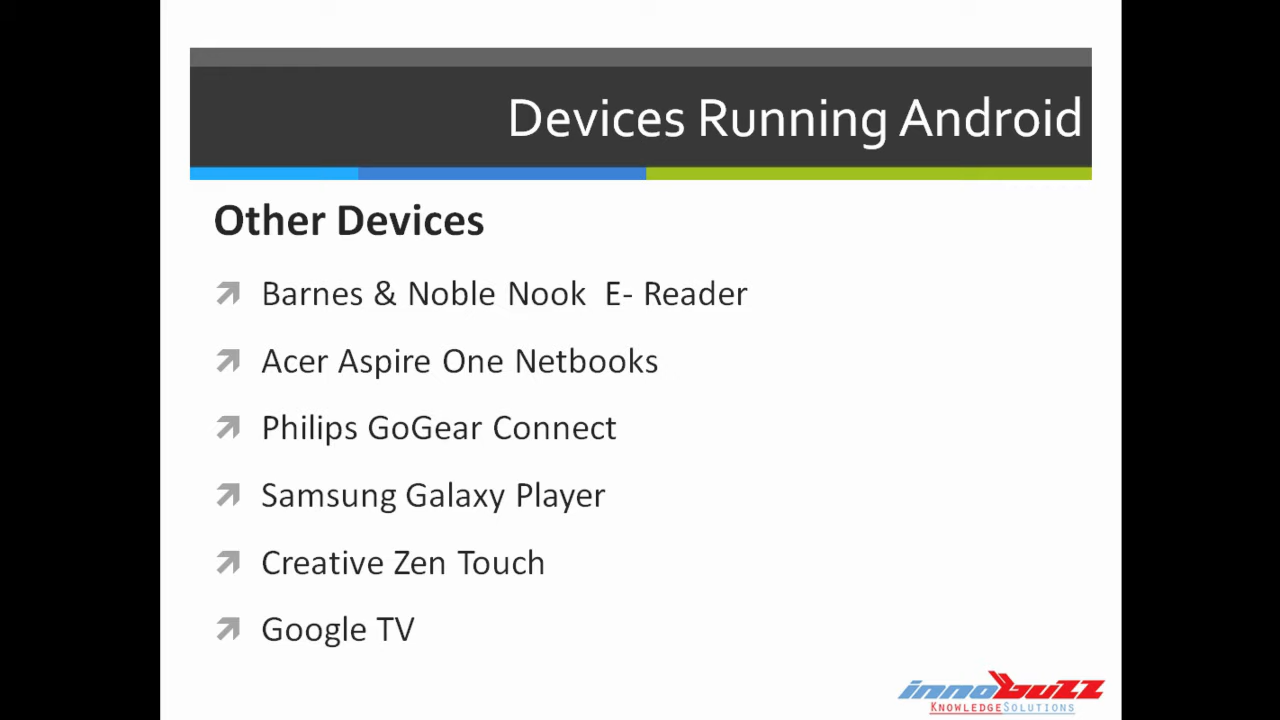 Devices Running Android
Other Devices
Barnes & Noble Nook E- Reader
Acer Aspire One Netbooks
Philips GoGear Connect
Samsung Galaxy Player
Creative Zen Touch
Google TV
innobuzz
KNOWLEDGESOLUTIONS